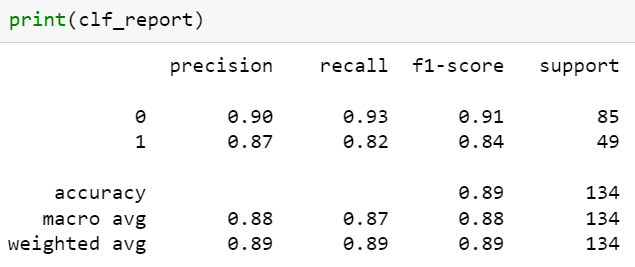 print(clf_report)
precision recall f1-score support
0 0.90 0.93 0.91 85
1 0.87 0.82 0.84 49
accuracy 0.89 134
macro avg 0.88 0.87 0.88 134
weighted avg 0.89 0.89 0.89 134